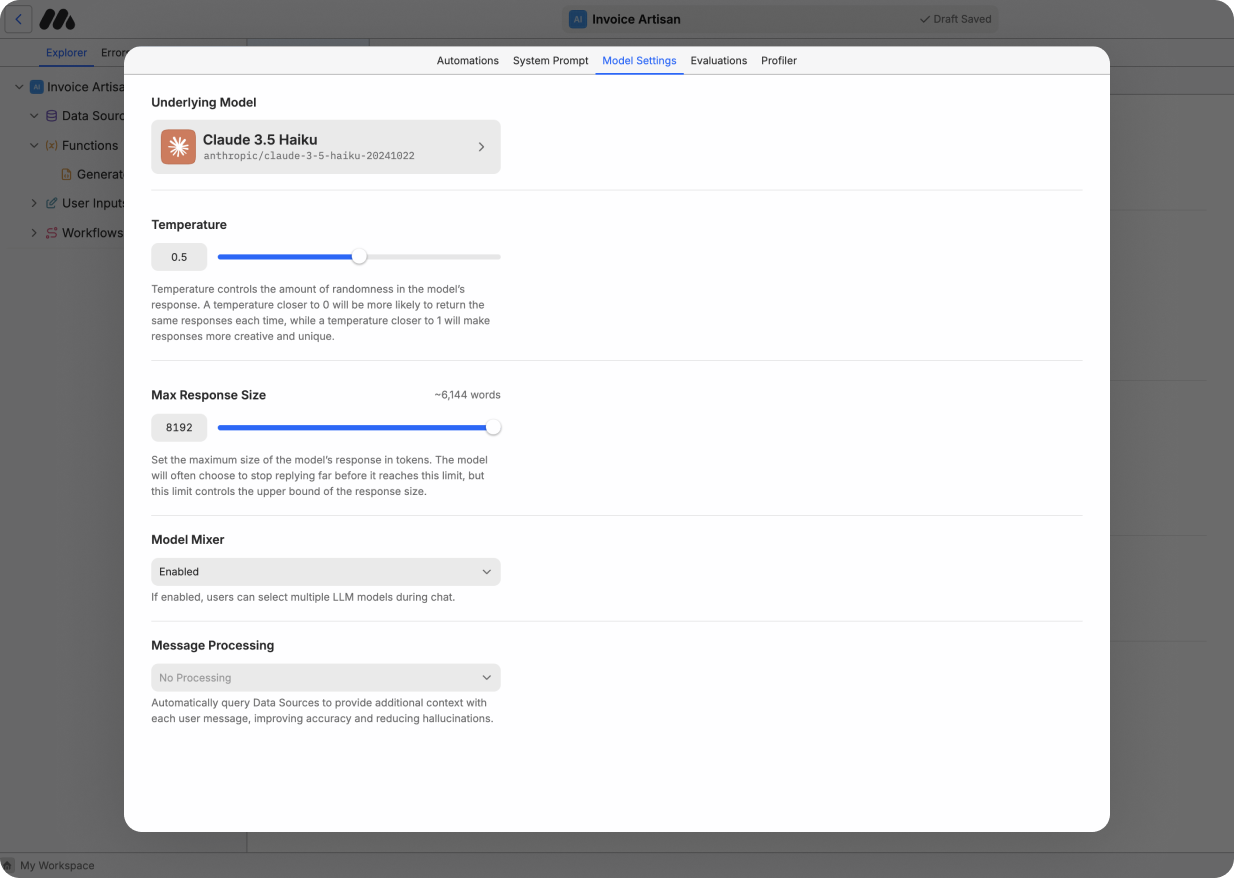 AI Invoice Artisan
Draft Saved
Explorer
AI Invoice Artisa
Data Sourc
Functions
Generat
User Inputs
Workflows
Automations System Prompt Model Settings Evaluations Profiler
Underlying Model
Claude 3.5 Haiku
anthropic/claude-3-5-haiku-20241022
Temperature
0.5
Temperature controls the amount of randomness in the model's
response. A temperature closer to 0 will be more likely to return the
same responses each time, while a temperature closer to 1 will make
responses more creative and unique.
Max Response Size ~6,144 words
8192
Set the maximum size of the model's response in tokens. The model
will often choose to stop replying far before it reaches this limit, but
this limit controls the upper bound of the response size.
Model Mixer
Enabled
If enabled, users can select multiple LLM models during chat.
Message Processing
No Processing
Automatically query Data Sources to provide additional context with
each user message, improving accuracy and reducing hallucinations.
My Workspace